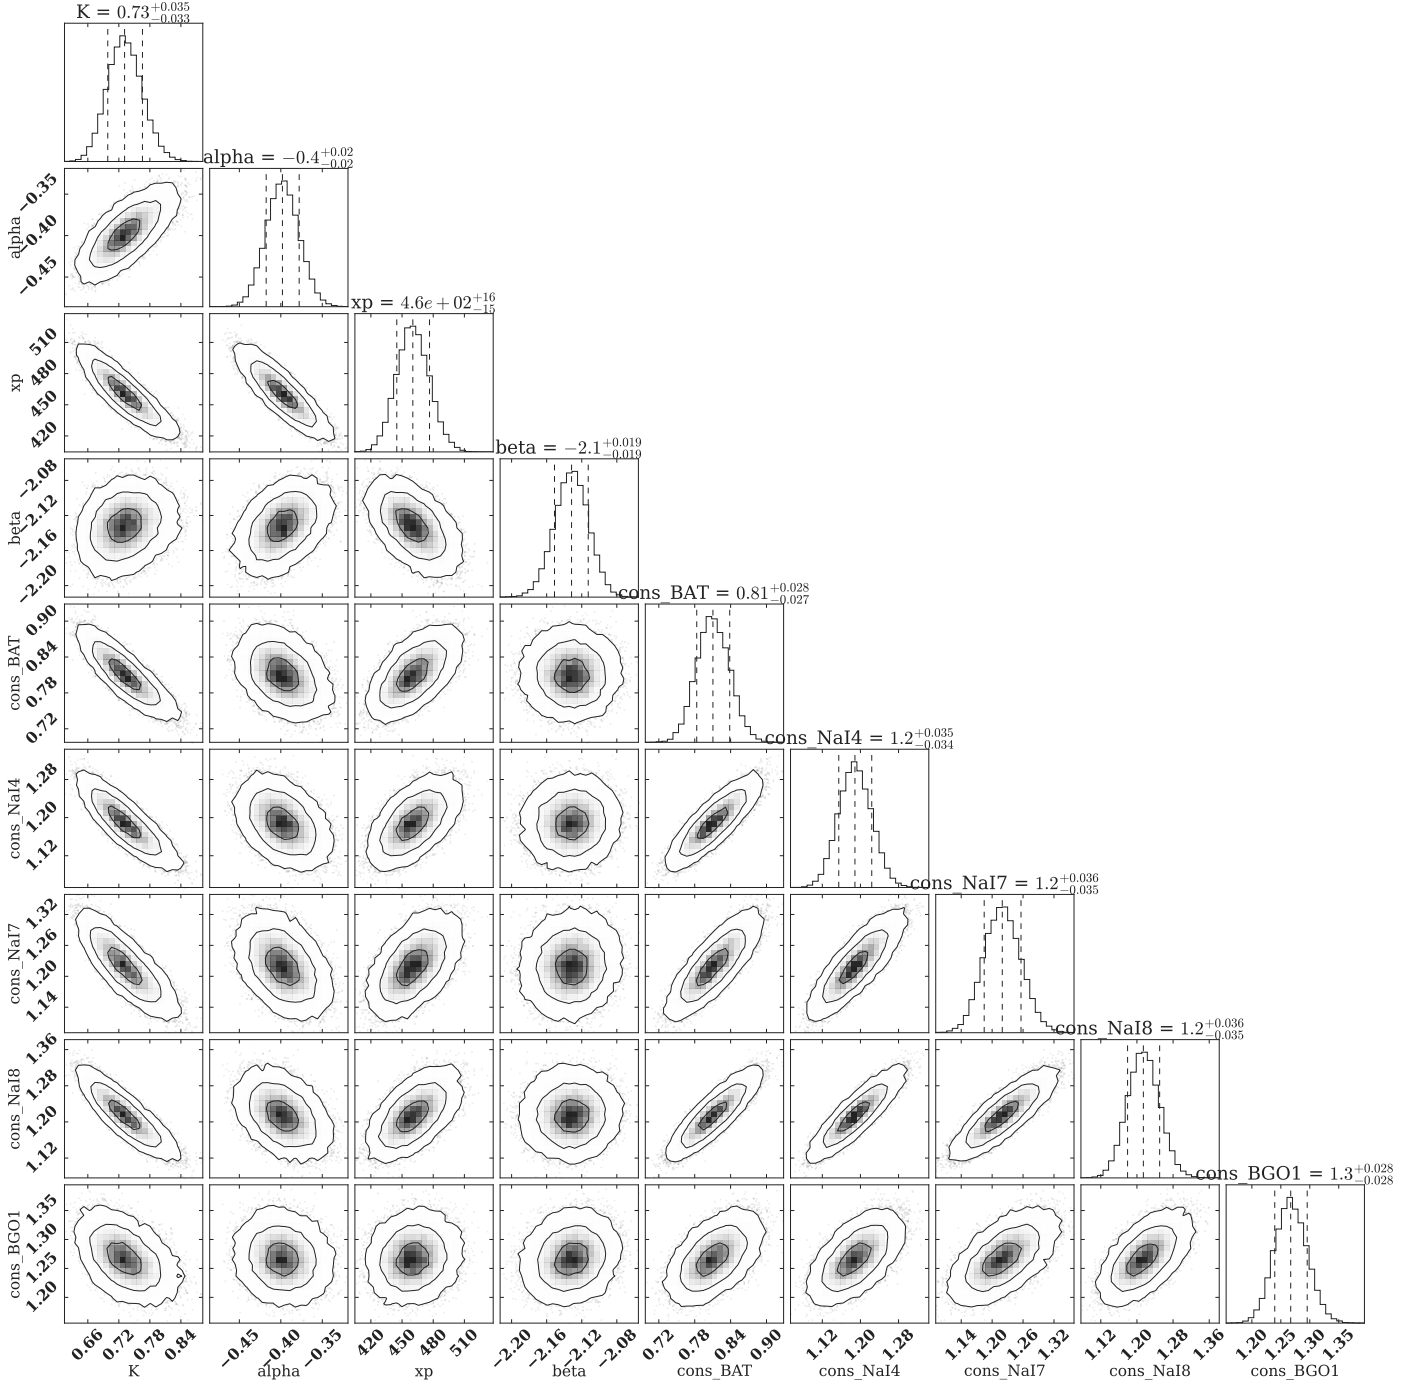 K = 0.73+0.035−0.033
alpha = −0.4+0.02−0.02
−0.35
−0.40
−0.45
alpha
xp = 4.6e + 02+16−15
510
480
450
420
xp
beta = −2.1+0.019−0.019
−2.08
−2.12
−2.16
−2.20
beta
cons_BAT = 0.81+0.028−0.027
0.90
0.84
0.78
0.72
cons_BAT
cons_NaI4 = 1.2+0.035−0.034
1.28
1.20
1.12
cons_NaI4
cons_NaI7 = 1.2+0.036−0.035
1.32
1.26
1.20
1.14
cons_NaI7
cons_NaI8 = 1.2+0.036−0.035
1.36
1.28
1.20
1.12
cons_NaI8
cons_BGO1 = 1.3+0.028−0.028
1.35
1.30
1.25
1.20
cons_BGO1
0.66 0.72 0.78 0.84 −0.45 −0.40 −0.35 420 450 480 510 −2.20 −2.16 −2.12 −2.08 0.72 0.78 0.84 0.90 1.12 1.20 1.28 1.14 1.20 1.26 1.32 1.12 1.20 1.28 1.36 1.20 1.25 1.30 1.35
K alpha xp beta cons_BAT cons_NaI4 cons_NaI7 cons_NaI8 cons_BGO1